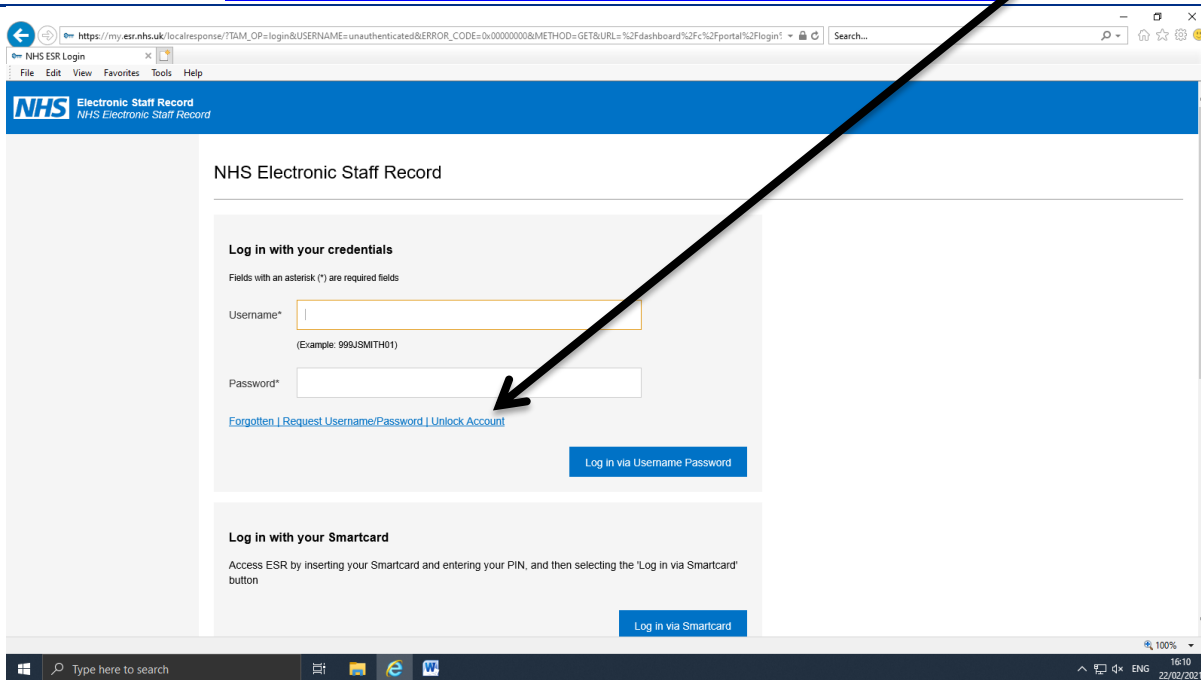 https://my.esr.nhs.uk/localresponse/?TAM_OP=login&USERNAME=unauthenticated&ERROR_CODE=0x00000000&METHOD=GET&URL=%2Fdashboard%2Fc%2Fportal%2Flogin%
Search...
NHS ESR Login
File Edit View Favorites Tools Help
NHS Electronic Staff Record
NHS Electronic Staff Record
NHS Electronic Staff Record
Log in with your credentials
Fields with an asterisk (*) are required fields
Username*
(Example: 999JSMITH01)
Password*
Forgotten | Request Username/Password | Unlock Account
Log in via Username Password
Log in with your Smartcard
Access ESR by inserting your Smartcard and entering your PIN, and then selecting the 'Log in via Smartcard'
button
Log in via Smartcard
100%
Type here to search
ENG
16:10
22/02/2021